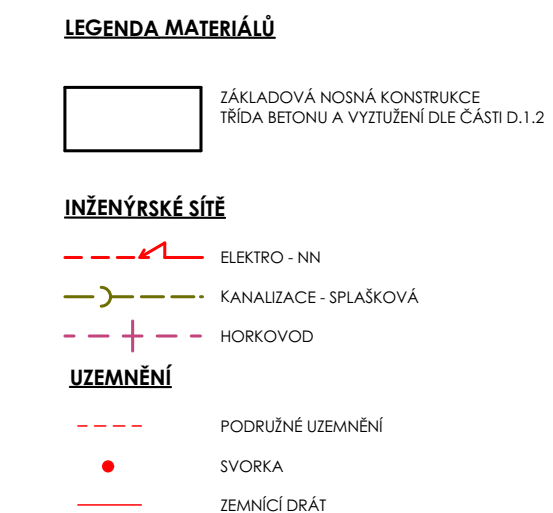 LEGENDA MATERIÁLŮ
ZÁKLADOVÁ NOSNÁ KONSTRUKCE
TŘÍDA BETONU A VYZTUŽENÍ DLE ČÁSTI D.1.2
INŽENÝRSKÉ SÍTĚ
ELEKTRO - NN
KANALIZACE - SPLAŠKOVÁ
HORKOVOD
UZEMNĚNÍ
PODRUŽNÉ UZEMNĚNÍ
SVORKA
ZEMNÍCÍ DRÁT